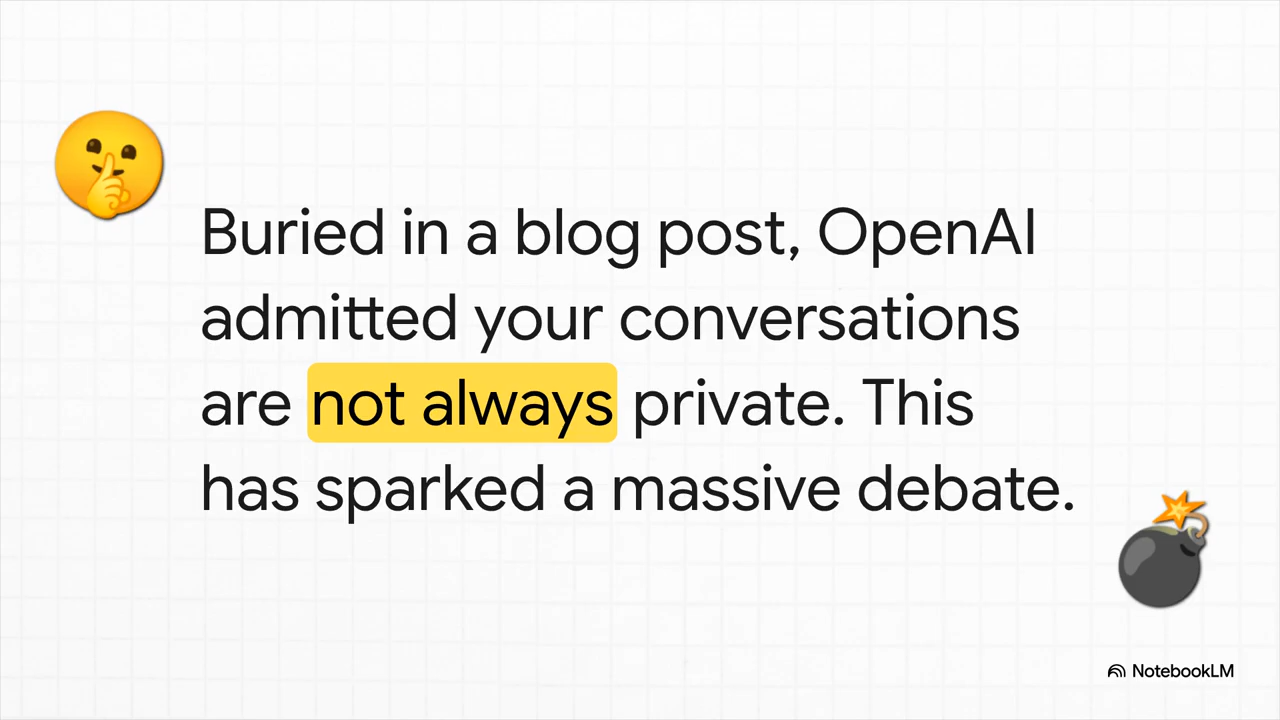 Buried in a blog post, OpenAI
admitted your conversations
are not always private. This
has sparked a massive debate.
NotebookLM